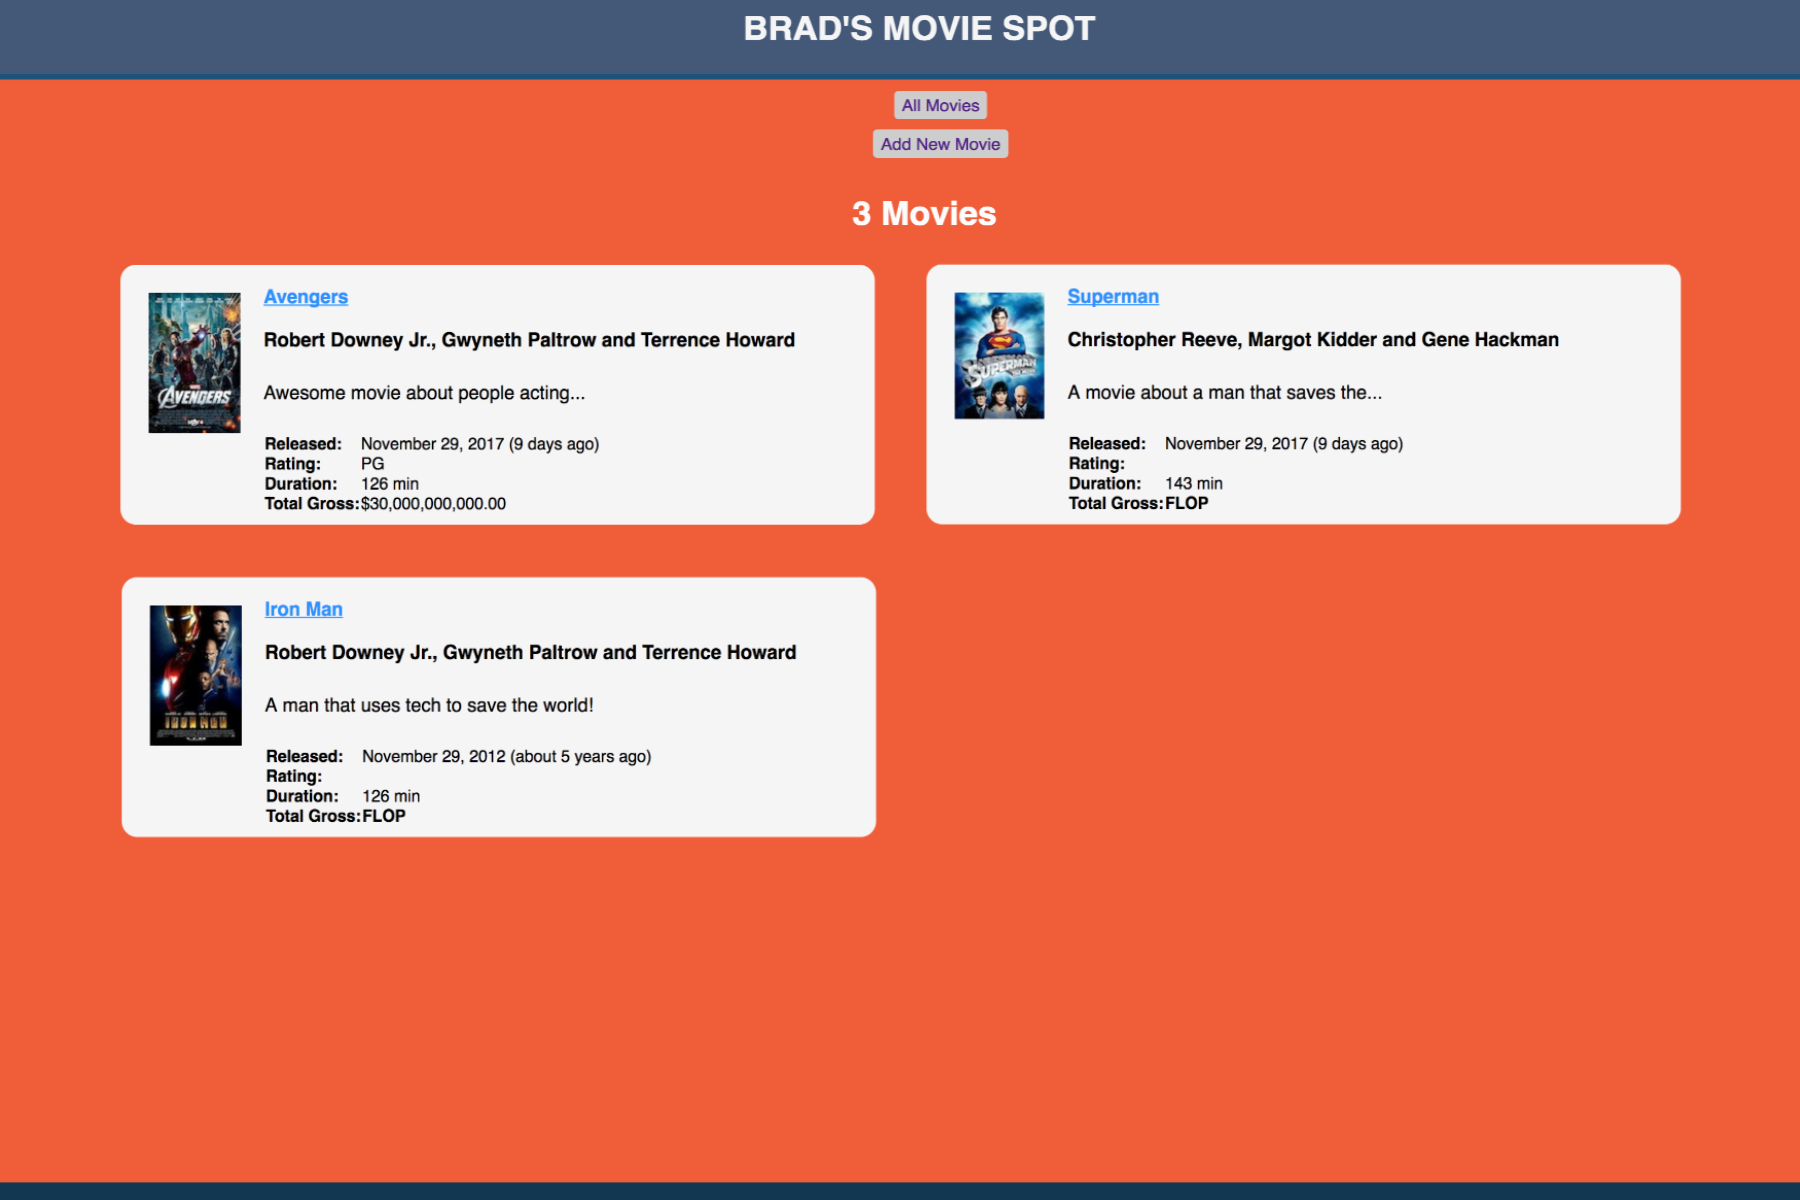 BRAD'S MOVIE SPOT
All Movies
Add New Movie
3 Movies
Avengers
Robert Downey Jr., Gwyneth Paltrow and Terrence Howard
Awesome movie about people acting...
Released: November 29, 2017 (9 days ago)
Rating: PG
Duration: 126 min
Total Gross: $30,000,000,000.00
MARVEL
AVENGERS
Superman
Christopher Reeve, Margot Kidder and Gene Hackman
A movie about a man that saves the...
Released: November 29, 2017 (9 days ago)
Rating:
Duration: 143 min
Total Gross: FLOP
SUPERMAN
Iron Man
Robert Downey Jr., Gwyneth Paltrow and Terrence Howard
A man that uses tech to save the world!
Released: November 29, 2012 (about 5 years ago)
Rating:
Duration: 126 min
Total Gross: FLOP
IRON MAN